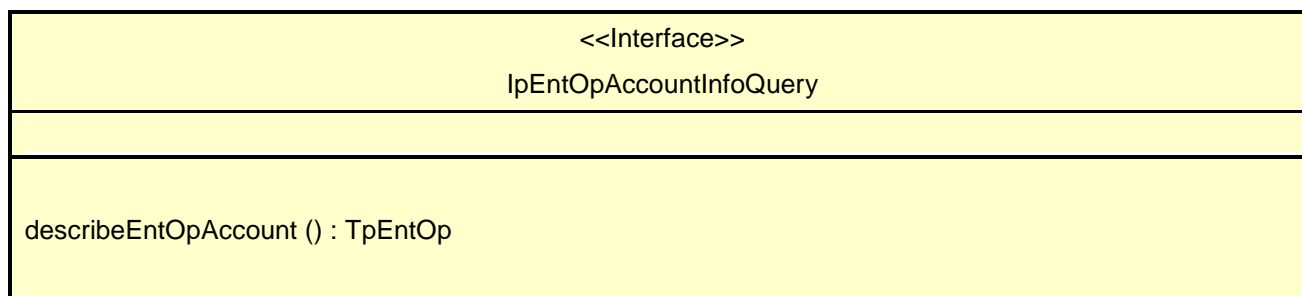 <<Interface>>
IpEntOpAccountInfoQuery
describeEntOpAccount () : TpEntOp